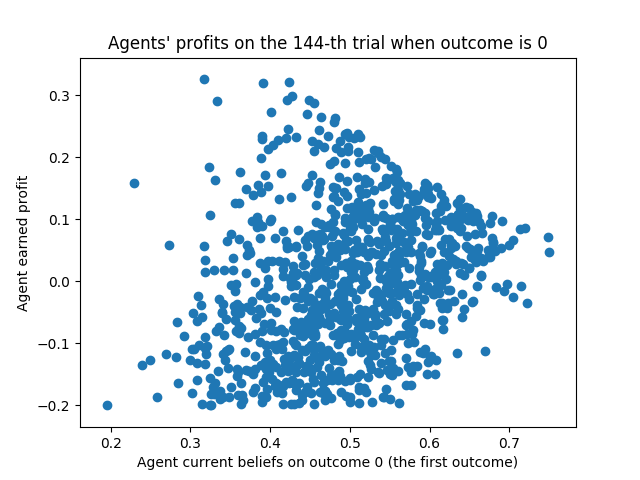 Agents' profits on the 144-th trial when outcome is 0
Agent earned profit
0.3
0.2
0.1
0.0
−0.1
−0.2
0.2 0.3 0.4 0.5 0.6 0.7
Agent current beliefs on outcome 0 (the first outcome)